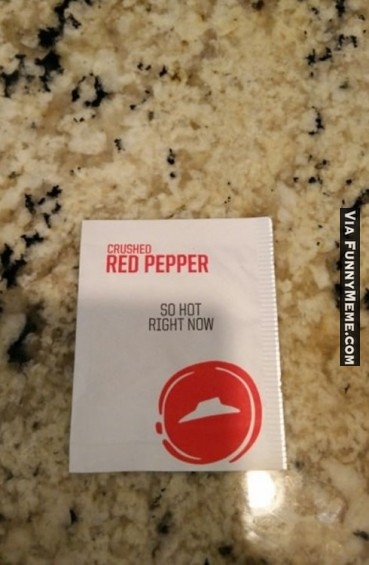 CRUSHED
RED PEPPER
SO HOT
RIGHT NOW
VIA FUNNYMEME.COM